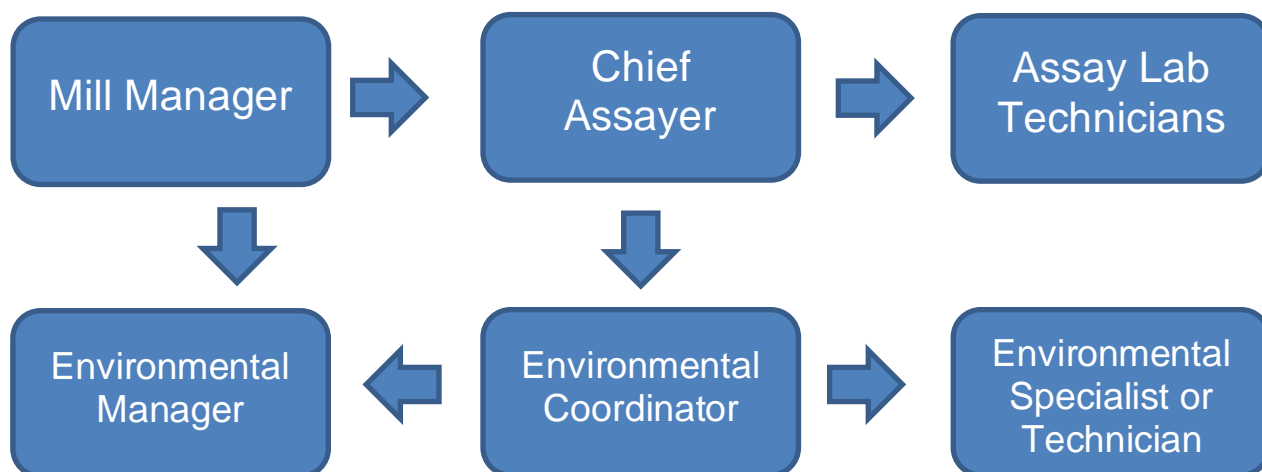 Mill Manager
Chief
Assayer
Assay Lab
Technicians
Environmental
Manager
Environmental
Coordinator
Environmental
Specialist or
Technician